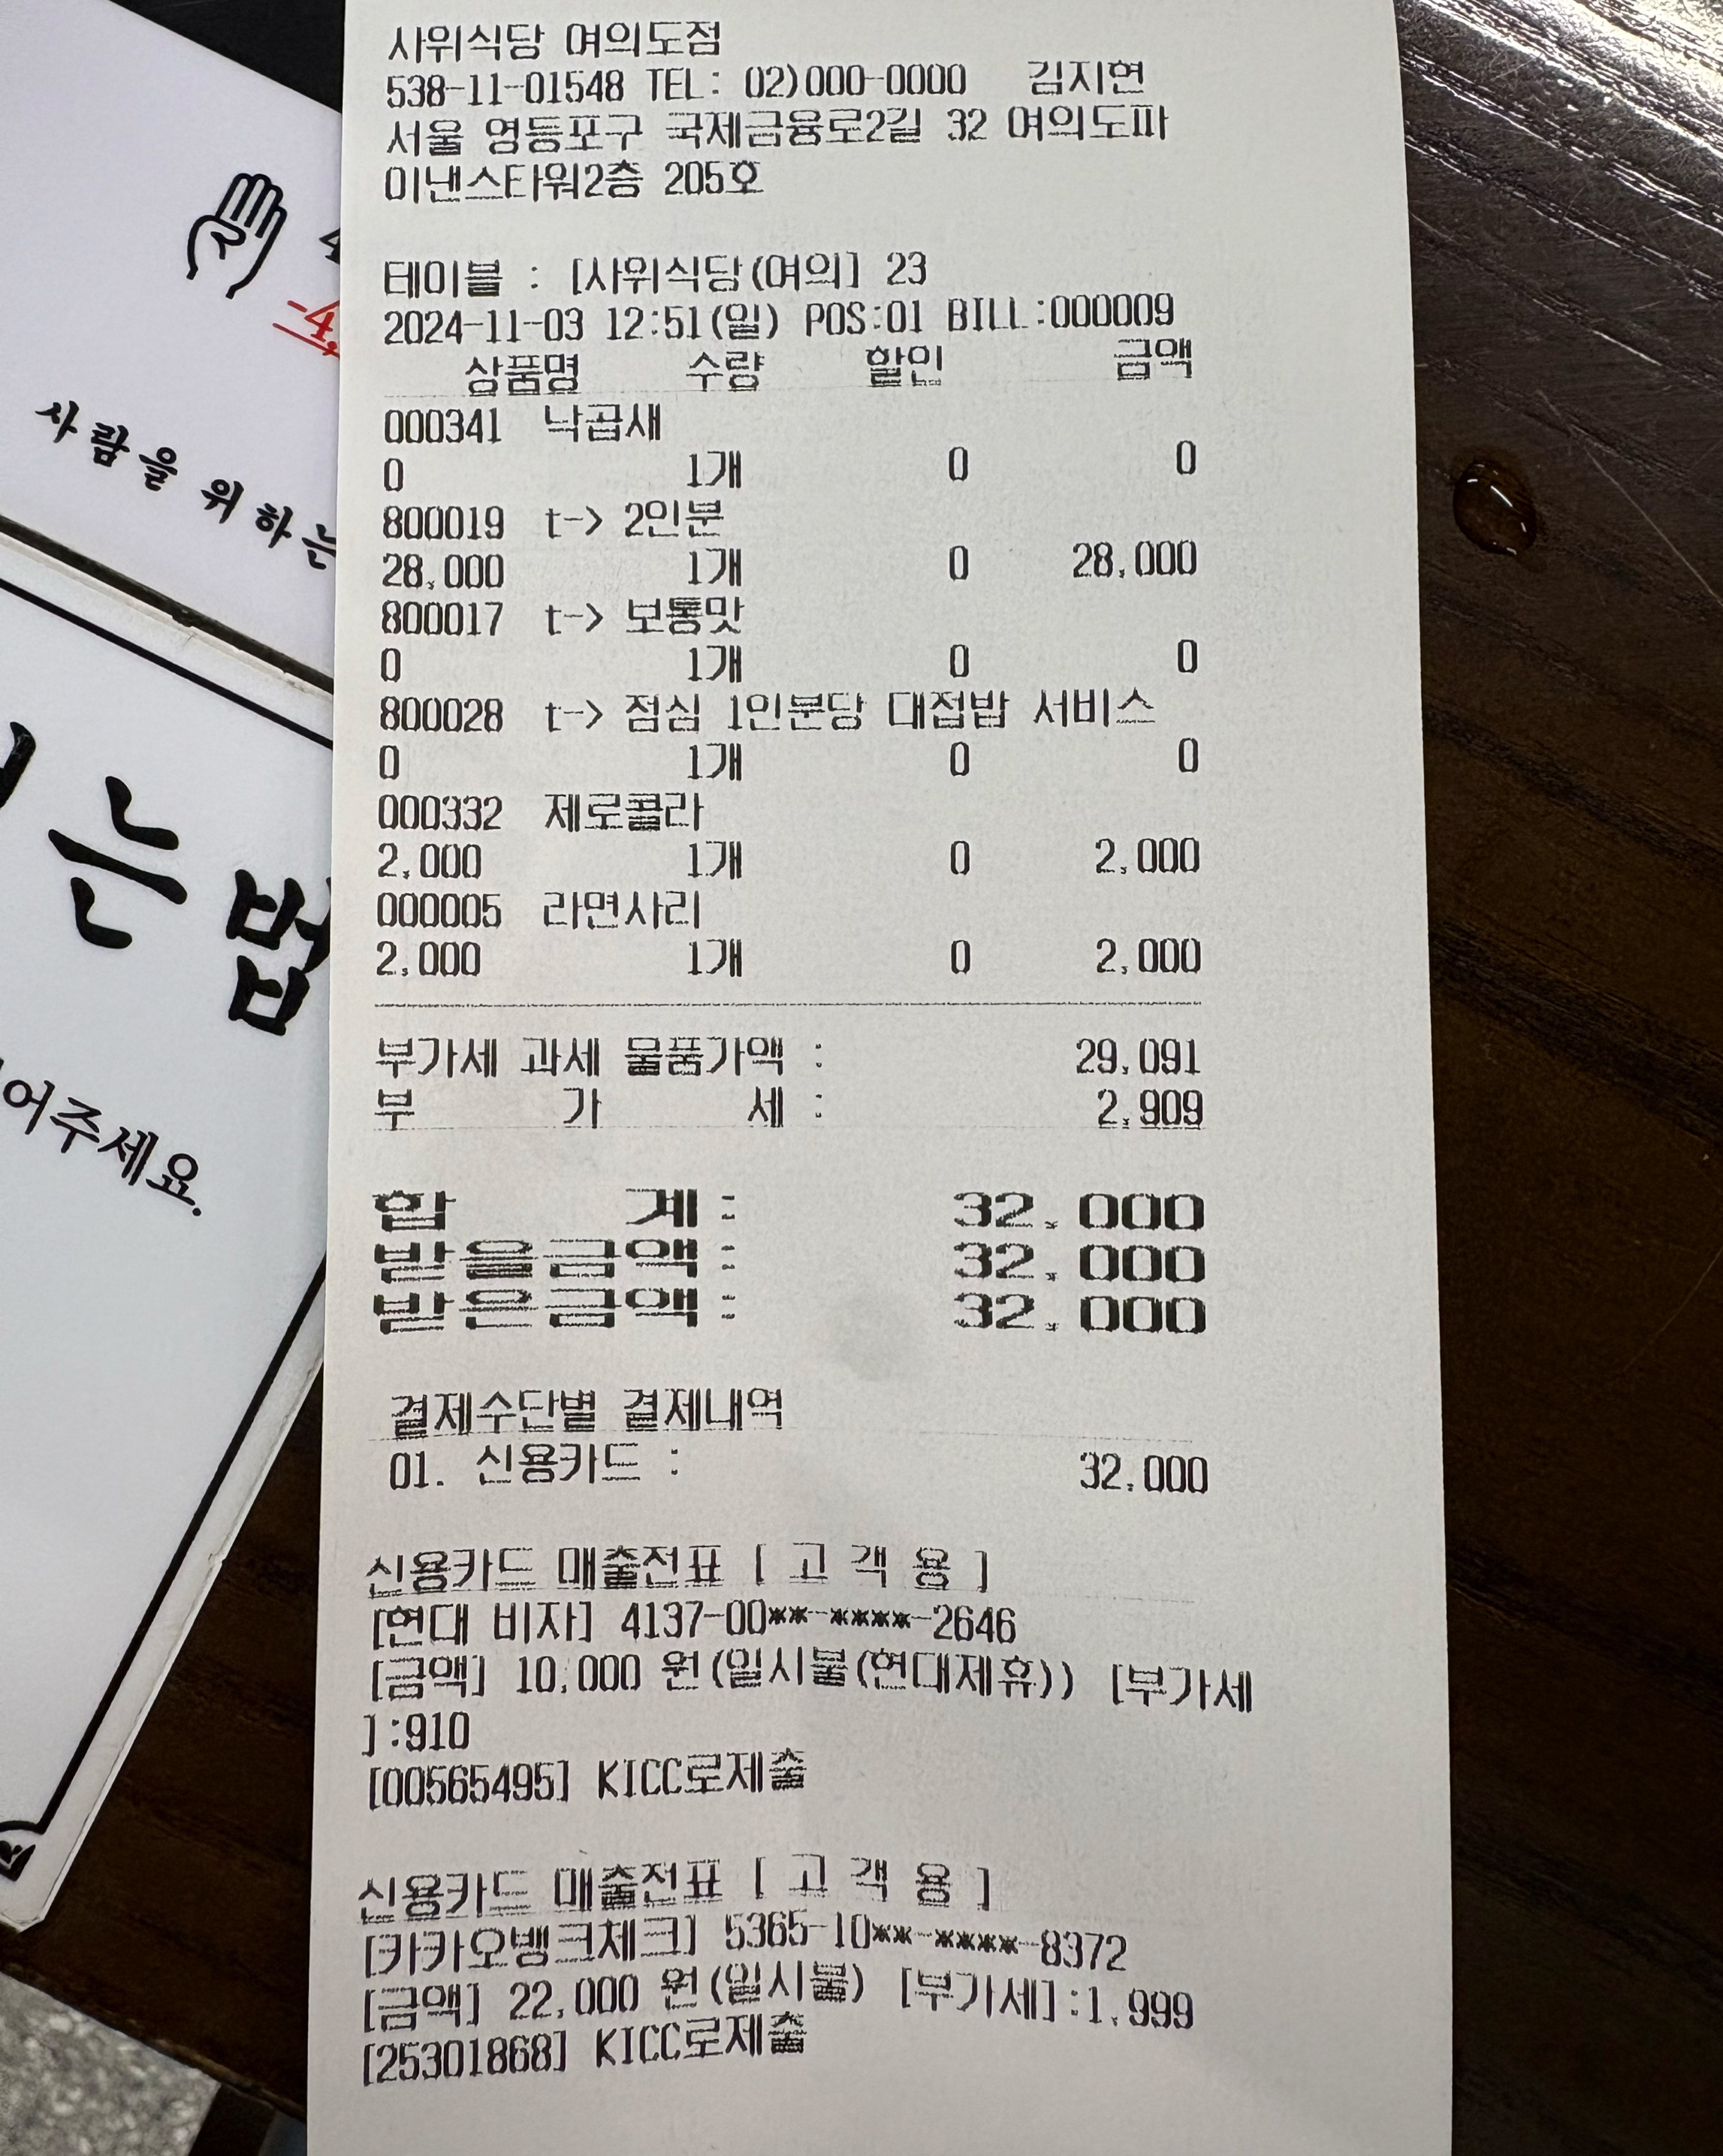 사위식당 여의도점
538-11-01548 TEL: 02)000-0000 김지현
서울 영등포구 국제금융로2길 32 여의도파
이낸스타워2층 205호
테이블 : [사위식당(여의] 23
2024-11-03 12:51(일) POS:01 BILL:000009
상품명 수량 할인 금액
000341 낙곱새
0 1개 0 0
800019 t-> 2인분
28,000 1개 0 28,000
800017 t-> 보통맛
0 1개 0 0
800028 t-> 점심 1인분당 대접밥 서비스
0 1개 0 0
000332 제로콜라
2,000 1개 0 2,000
000005 라면사리
2,000 1개 0 2,000
부가세 과세 물품가액 : 29,091
부 가 세 : 2,909
합 계: 32,000
받을금액: 32,000
받은금액: 32,000
결제수단별 결제내역
01. 신용카드 : 32,000
신용카드 매출전표 [ 고 객 용 ]
[현대 비자] 4137-00**-****-2646
[금액] 10,000 원(일시불(현대제휴)) [부가세
]:910
[00565495] KICC로제출
신용카드 매출전표 [ 고 객 용 ]
[카카오뱅크체크] 5365-10**-****-8372
[금액] 22,000 원(일시불) [부가세]:1,999
[25301868] KICC로제출
사람을 위하는
는 법
어주세요.